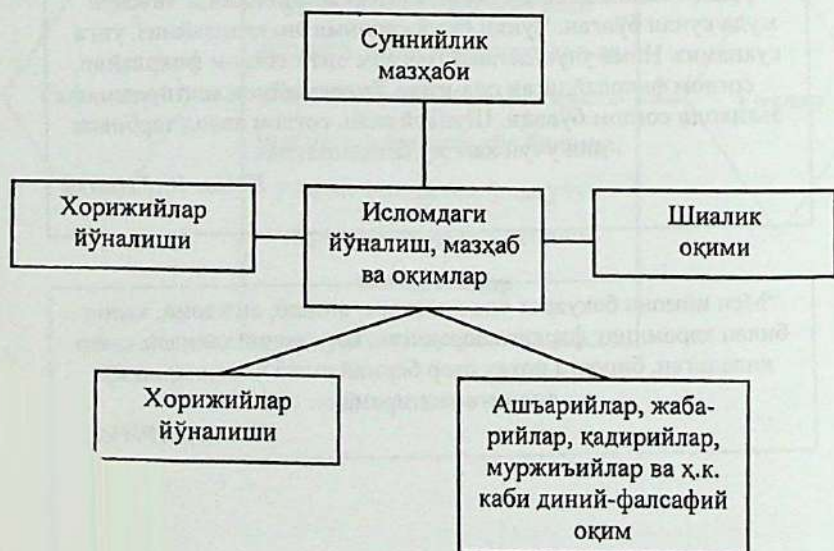 Суннийлик
мазҳаби
Хорижийлар
йўналиши
Исломдаги
йўналиш, мазҳаб
ва оқимлар
Шиалик
оқими
Хорижийлар
йўналиши
Ашъарийлар, жаба-
рийлар, қадирийлар,
муржиъийлар ва ҳ.к.
каби диний-фалсафий
оқим